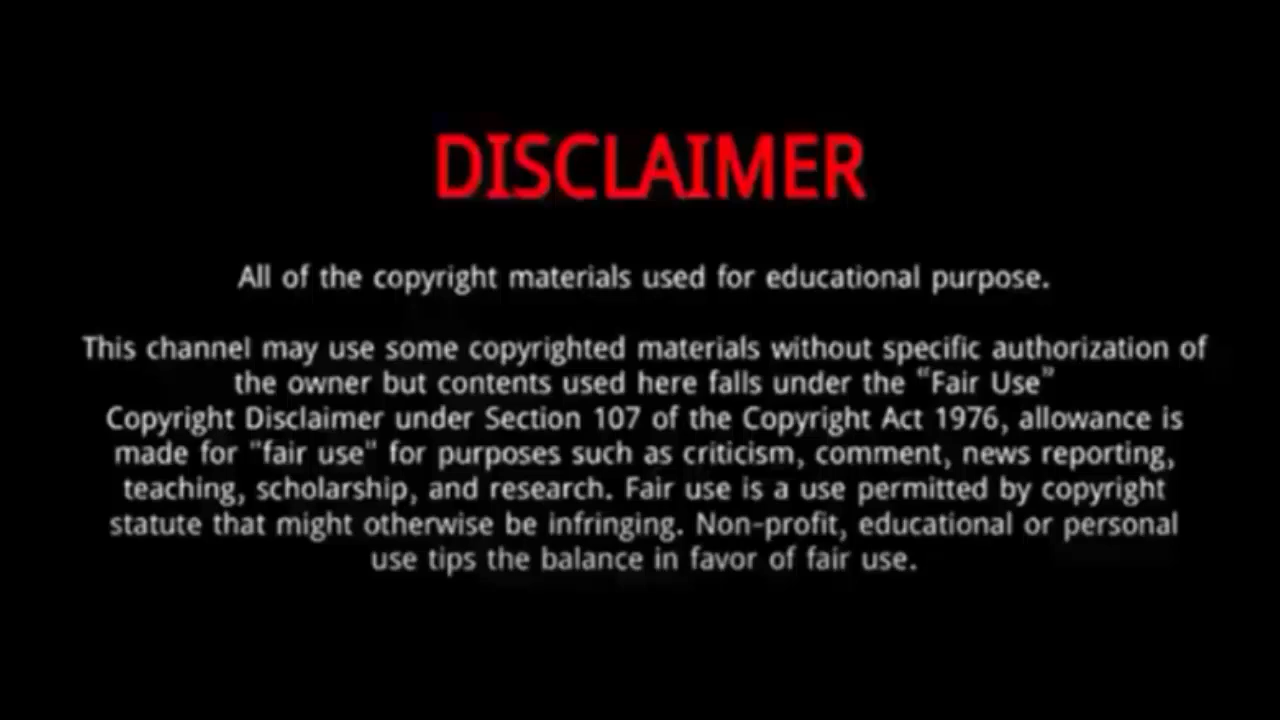 DISCLAIMER
All of the copyright materials used for educational purpose.
This channel may use some copyrighted materials without specific authorization of
the owner but contents used here falls under the “Fair Use”
Copyright Disclaimer under Section 107 of the Copyright Act 1976, allowance is
made for "fair use" for purposes such as criticism, comment, news reporting,
teaching, scholarship, and research. Fair use is a use permitted by copyright
statute that might otherwise be infringing. Non-profit, educational or personal
use tips the balance in favor of fair use.